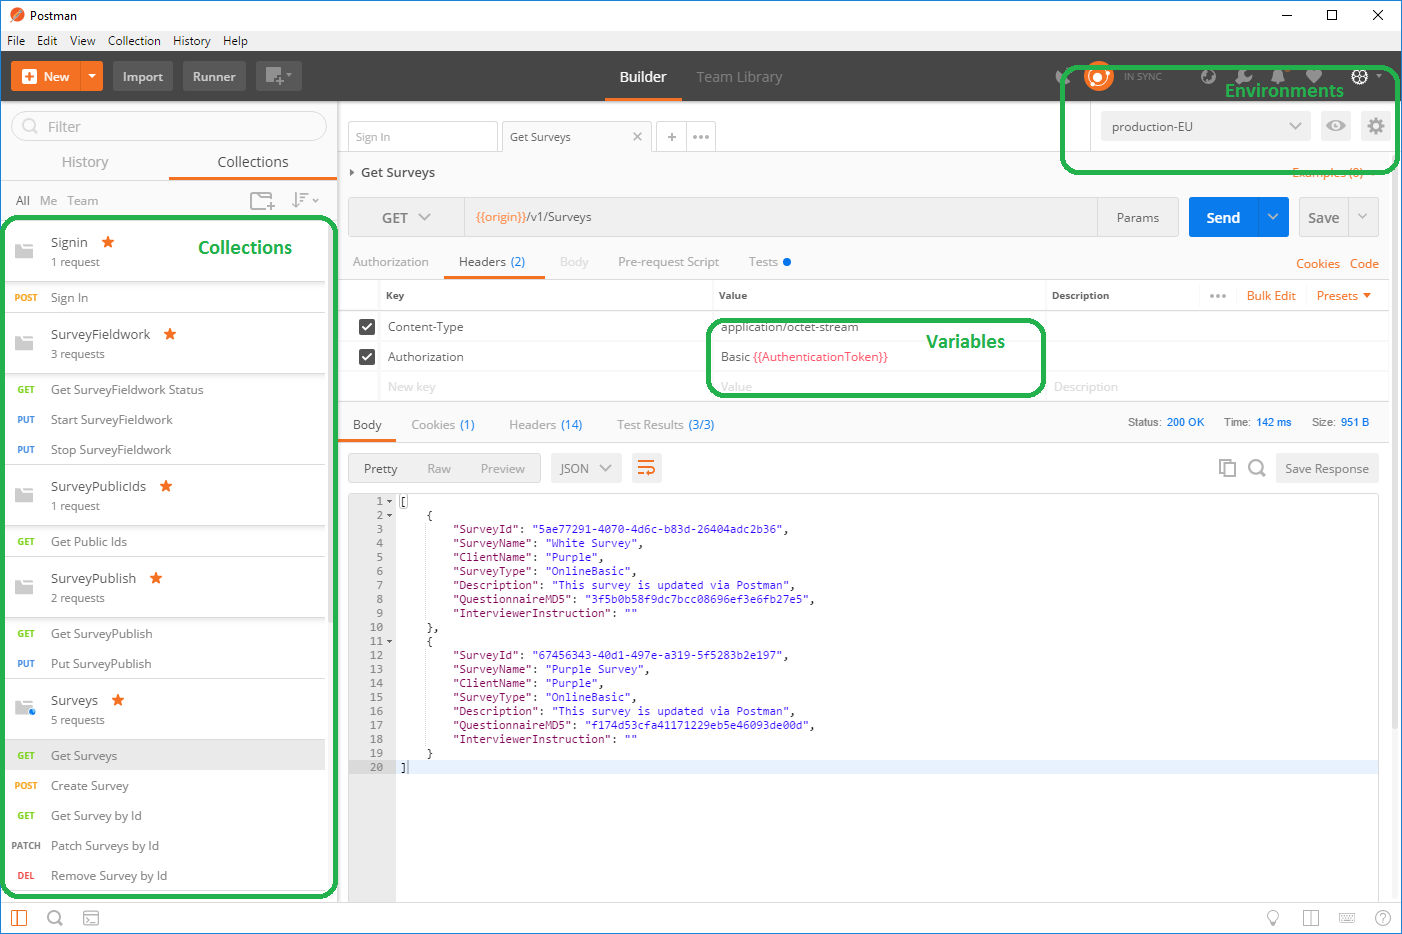 Postman
File Edit View Collection History Help
New Import Runner Builder Team Library IN SYNC
Environments
Filter
production-EU
History Collections
Sign In Get Surveys
All Me Team
Get Surveys
Examples (0)
Collections
Signin
1 request
POST Sign In
SurveyFieldwork
3 requests
GET Get SurveyFieldwork Status
PUT Start SurveyFieldwork
PUT Stop SurveyFieldwork
SurveyPublicIds
1 request
GET Get Public Ids
SurveyPublish
2 requests
GET Get SurveyPublish
PUT Put SurveyPublish
Surveys
5 requests
GET Get Surveys
POST Create Survey
GET Get Survey by Id
PATCH Patch Surveys by Id
DEL Remove Survey by Id
GET {{origin}}/v1/Surveys Params Send Save
Authorization Headers (2) Body Pre-request Script Tests Cookies Code
Key Value Description Bulk Edit Presets
Content-Type application/octet-stream
Variables
Authorization Basic {{AuthenticationToken}}
New key Value Description
Body Cookies (1) Headers (14) Test Results (3/3) Status: 200 OK Time: 142 ms Size: 951 B
Pretty Raw Preview JSON Save Response
1 [
2 {
3 "SurveyId": "5ae77291-4070-4d6c-b83d-26404adc2b36",
4 "SurveyName": "White Survey",
5 "ClientName": "Purple",
6 "SurveyType": "OnlineBasic",
7 "Description": "This survey is updated via Postman",
8 "QuestionnaireMD5": "3f5b0b58f9dc7bcc08696ef3e6fb27e5",
9 "InterviewerInstruction": ""
10 },
11 {
12 "SurveyId": "67456343-40d1-497e-a319-5f5283b2e197",
13 "SurveyName": "Purple Survey",
14 "ClientName": "Purple",
15 "SurveyType": "OnlineBasic",
16 "Description": "This survey is updated via Postman",
17 "QuestionnaireMD5": "f174d53cfa41171229eb5e46093de00d",
18 "InterviewerInstruction": ""
19 }
20 ]